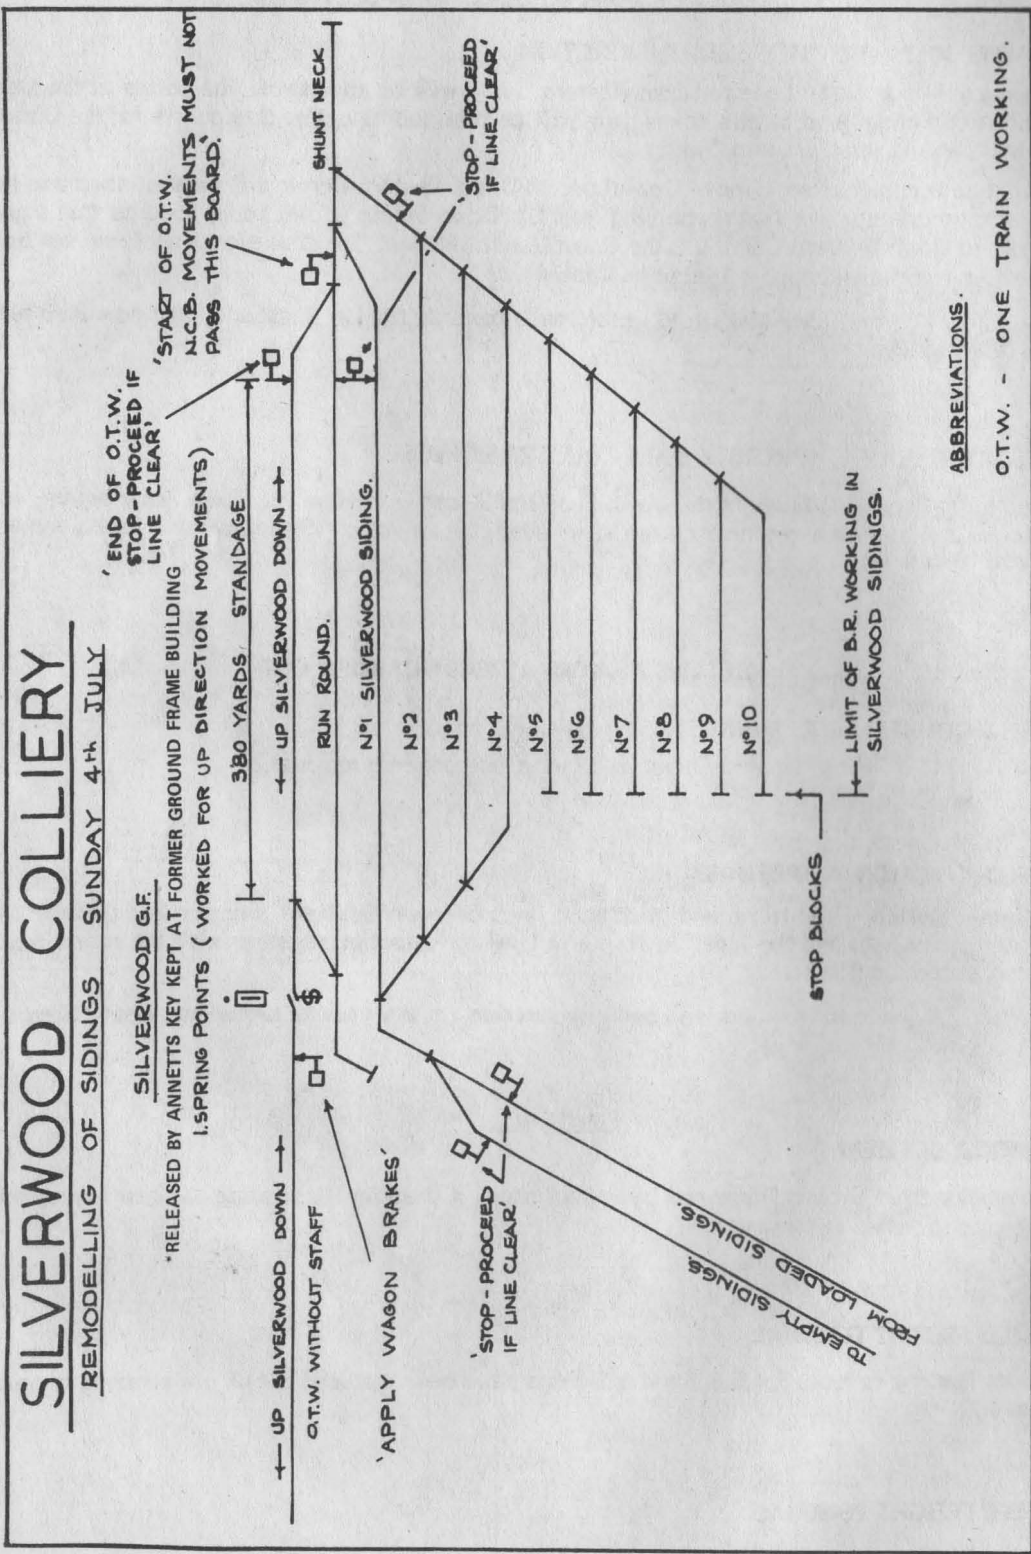 SILVERWOOD COLLIERY
REMODELLING OF SIDINGS SUNDAY 4th JULY
SILVERWOOD G.F.
*RELEASED BY ANNETTS KEY KEPT AT FORMER GROUND FRAME BUILDING
1. SPRING POINTS (WORKED FOR UP DIRECTION MOVEMENTS)
'END OF O.T.W.
STOP-PROCEED IF
LINE CLEAR'
'START OF O.T.W.
N.C.B. MOVEMENTS MUST NOT
PASS THIS BOARD.'
380 YARDS STANDAGE
← UP SILVERWOOD DOWN →
← UP SILVERWOOD DOWN →
O.T.W. WITHOUT STAFF
$
RUN ROUND.
SHUNT NECK
'APPLY WAGON BRAKES'
Nº1 SILVERWOOD SIDING.
Nº2
Nº3
Nº4
Nº5
Nº6
Nº7
Nº8
Nº9
Nº10
'STOP-PROCEED
IF LINE CLEAR'
'STOP-PROCEED
IF LINE CLEAR'
TO EMPTY SIDINGS.
FROM LOADED SIDINGS.
STOP BLOCKS
LIMIT OF B.R. WORKING IN
SILVERWOOD SIDINGS.
ABBREVIATIONS.
O.T.W. - ONE TRAIN WORKING.